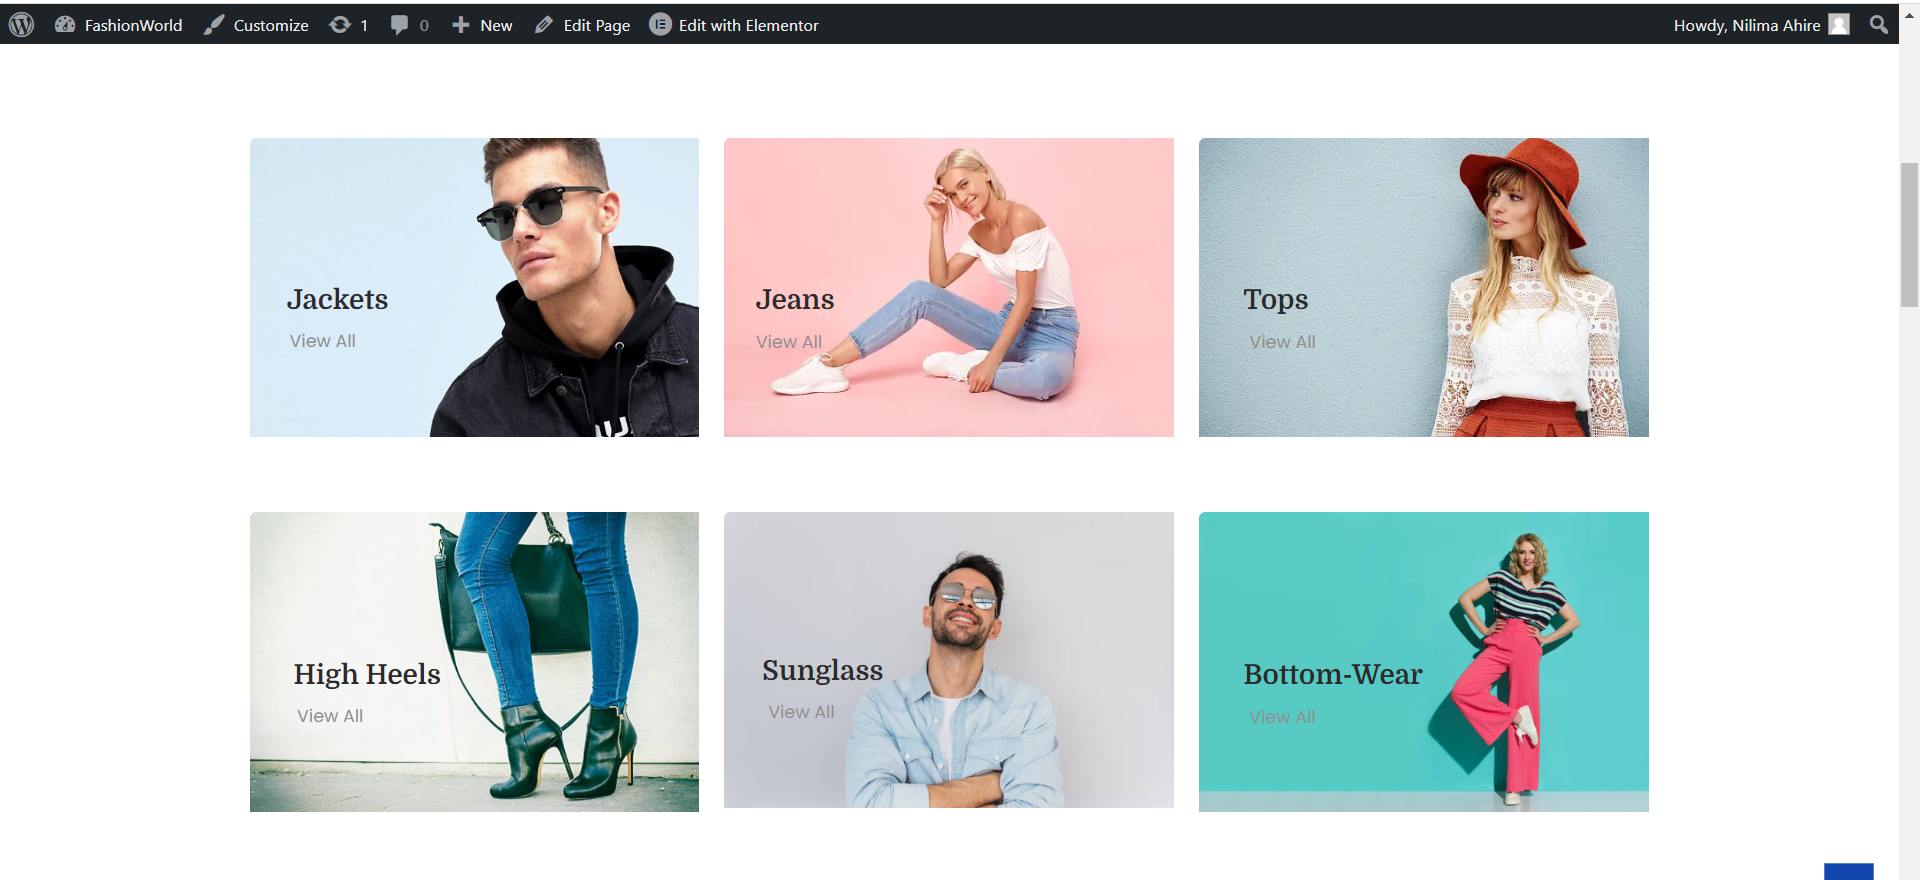 FashionWorld Customize 1 0 New Edit Page Edit with Elementor Howdy, Nilima Ahire
Jackets
View All
Jeans
View All
Tops
View All
High Heels
View All
Sunglass
View All
Bottom-Wear
View All